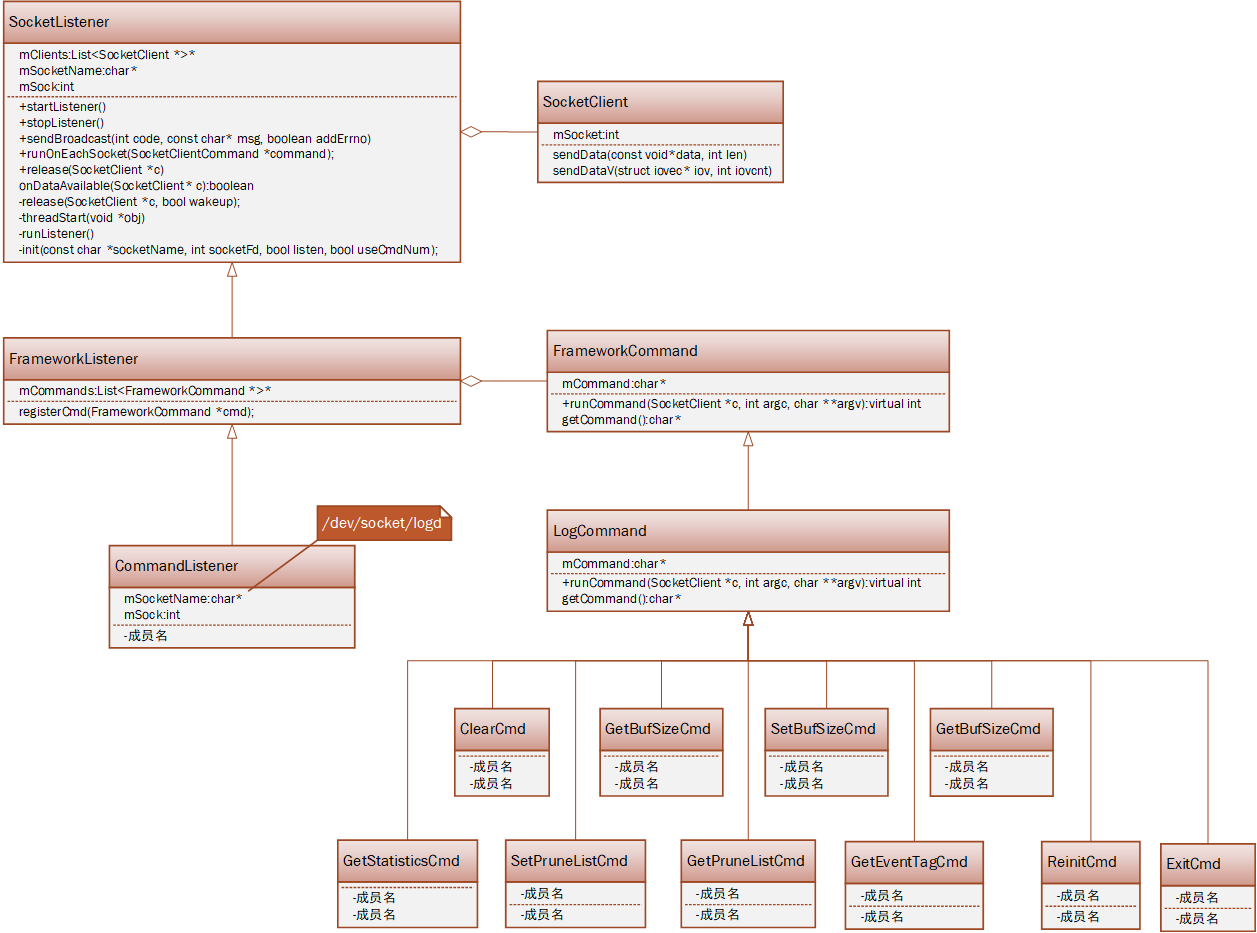 SocketListener
mClients:List<SocketClient *>*
mSocketName:char*
mSock:int
+startListener()
+stopListener()
+sendBroadcast(int code, const char* msg, boolean addErrno)
+runOnEachSocket(SocketClientCommand *command);
+release(SocketClient *c)
onDataAvailable(SocketClient* c):boolean
-release(SocketClient *c, bool wakeup);
-threadStart(void *obj)
-runListener()
-init(const char *socketName, int socketFd, bool listen, bool useCmdNum);
SocketClient
mSocket:int
sendData(const void*data, int len)
sendDataV(struct iovec* iov, int iovcnt)
FrameworkListener
mCommands:List<FrameworkCommand *>*
registerCmd(FrameworkCommand *cmd);
FrameworkCommand
mCommand:char*
+runCommand(SocketClient *c, int argc, char **argv):virtual int
getCommand():char*
/dev/socket/logd
CommandListener
mSocketName:char*
mSock:int
-成员名
LogCommand
mCommand:char*
+runCommand(SocketClient *c, int argc, char **argv):virtual int
getCommand():char*
ClearCmd
-成员名
-成员名
GetBufSizeCmd
-成员名
-成员名
SetBufSizeCmd
-成员名
-成员名
GetBufSizeCmd
-成员名
-成员名
GetStatisticsCmd
-成员名
-成员名
SetPruneListCmd
-成员名
-成员名
GetPruneListCmd
-成员名
-成员名
GetEventTagCmd
-成员名
-成员名
ReinitCmd
-成员名
-成员名
ExitCmd
-成员名
-成员名